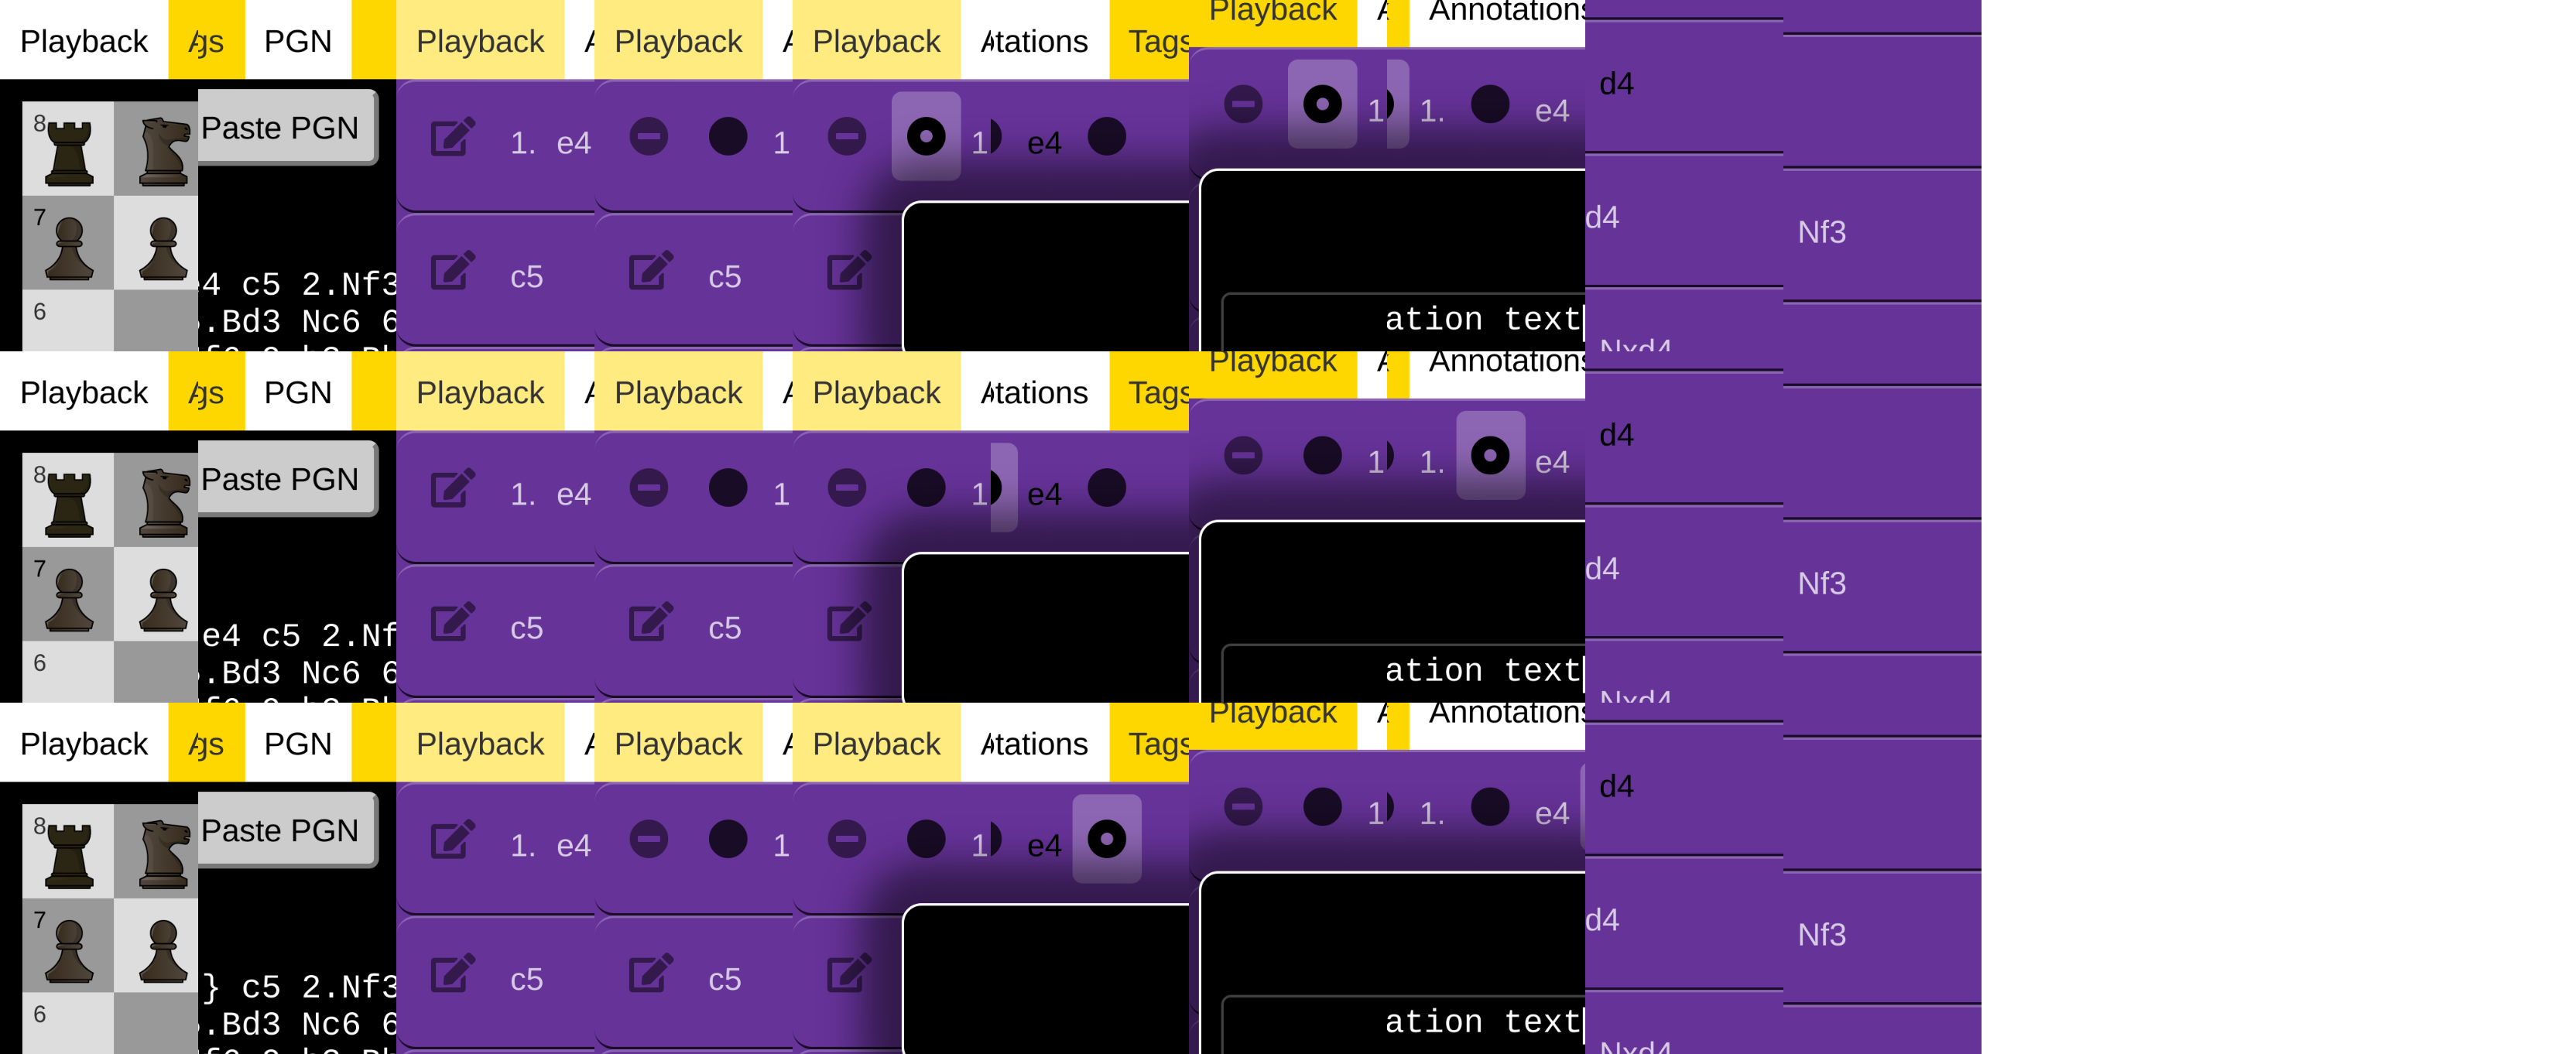 Playback gs PGN Playback A Playback A Playback Atations Tags Playback A Annotations
8 Paste PGN 1. e4 1 1 e4 1 1. e4 d4
7 c5 c5 d4 Nf3
4 c5 2.Nf3
6 .Bd3 Nc6 6 ation text Nxd4
Playback gs PGN Playback A Playback A Playback Atations Tags Playback A Annotations
8 Paste PGN 1. e4 1 1 e4 1 1. e4 d4
7 c5 c5 d4 Nf3
e4 c5 2.Nf
6 .Bd3 Nc6 6 ation text Nxd4
Playback gs PGN Playback A Playback A Playback Atations Tags Playback A Annotations
8 Paste PGN 1. e4 1 1 e4 1 1. e4 d4
7 c5 c5 d4 Nf3
} c5 2.Nf3
6 .Bd3 Nc6 6 ation text Nxd4